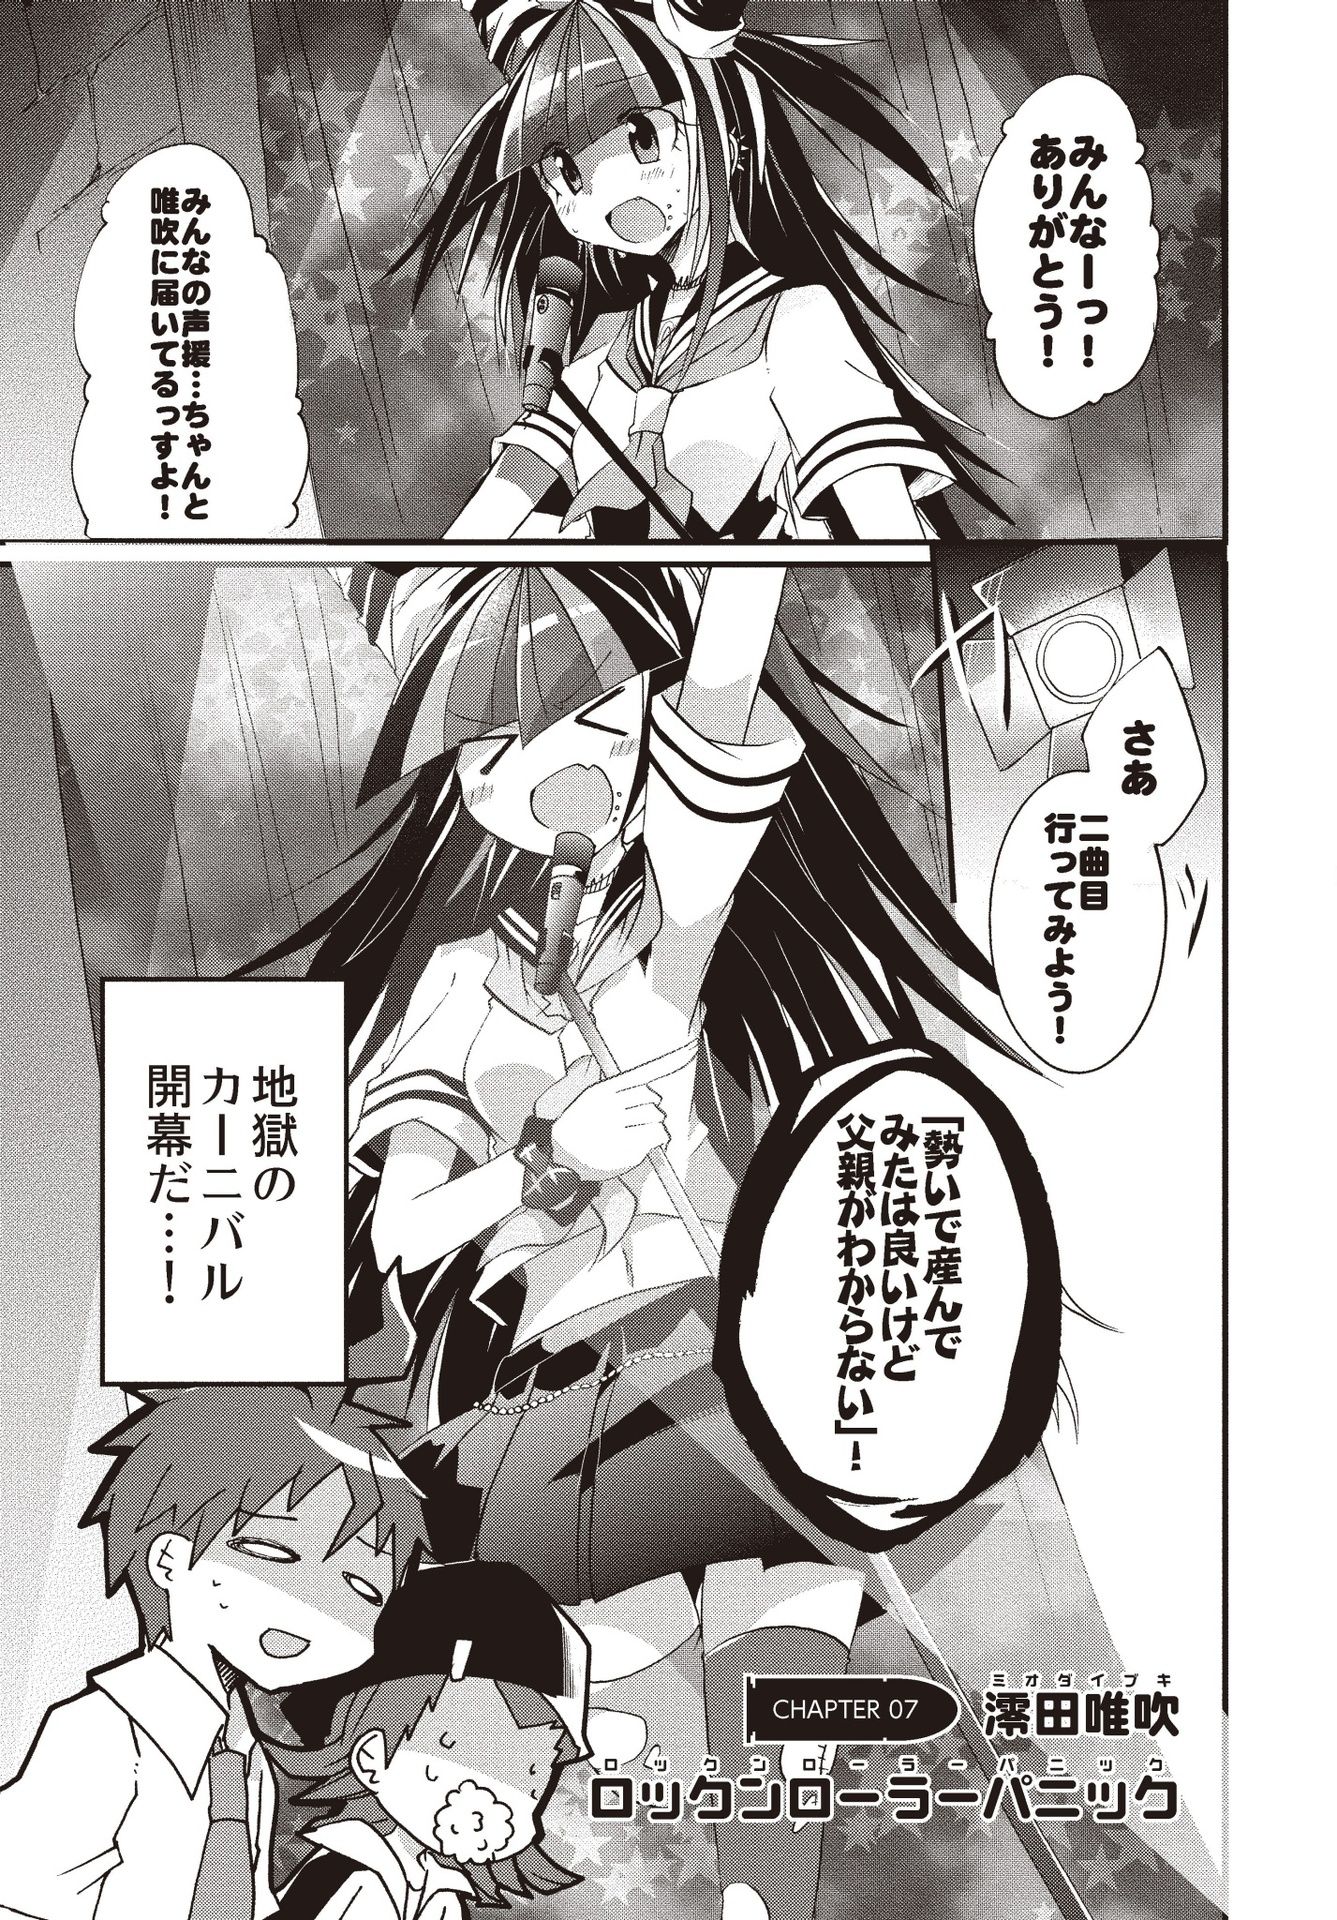 みんなーっ！
ありがとう！
みんなの声援…ちゃんと
唯吹に届いてるっすよ！
さあ
二曲目
行ってみよう！
「勢いで産んで
みたは良いけど
父親がわからない」！
地獄の
カーニバル
開幕だ…！
CHAPTER 07
ミオダイブキ
澪田唯吹
ロックンローラーパニック
ロックンローラーパニック